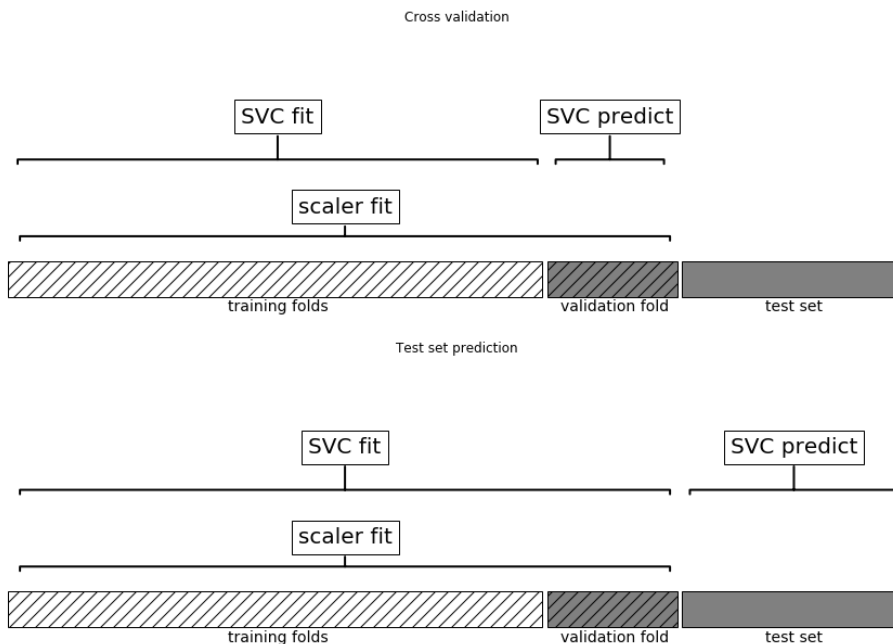 Cross validation
SVC fit
SVC predict
scaler fit
training folds
validation fold
test set
Test set prediction
SVC fit
SVC predict
scaler fit
training folds
validation fold
test set